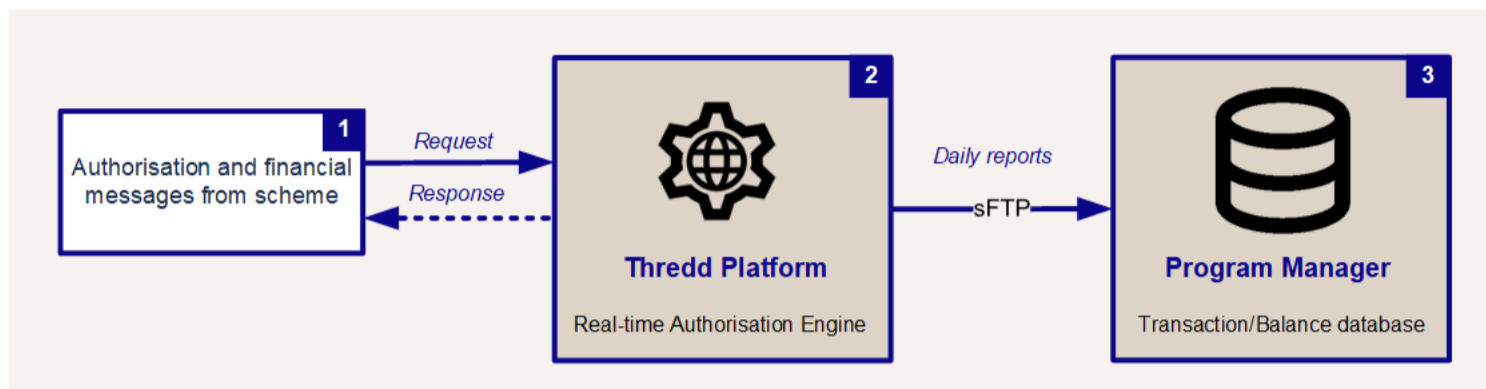 1
Authorisation and financial
messages from scheme
Request
Response
2
Thredd Platform
Real-time Authorisation Engine
Daily reports
sFTP
3
Program Manager
Transaction/Balance database